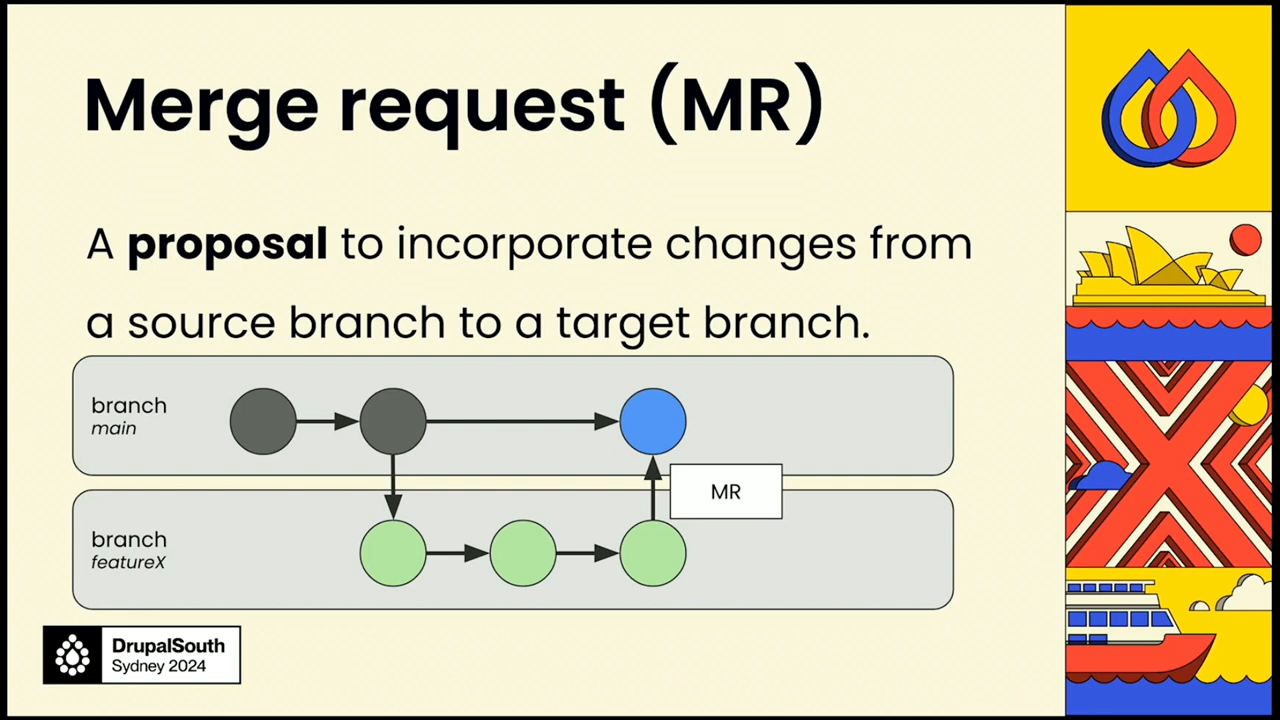 Merge request (MR)
A proposal to incorporate changes from
a source branch to a target branch.
branch
main
MR
branch
featureX
DrupalSouth
Sydney 2024